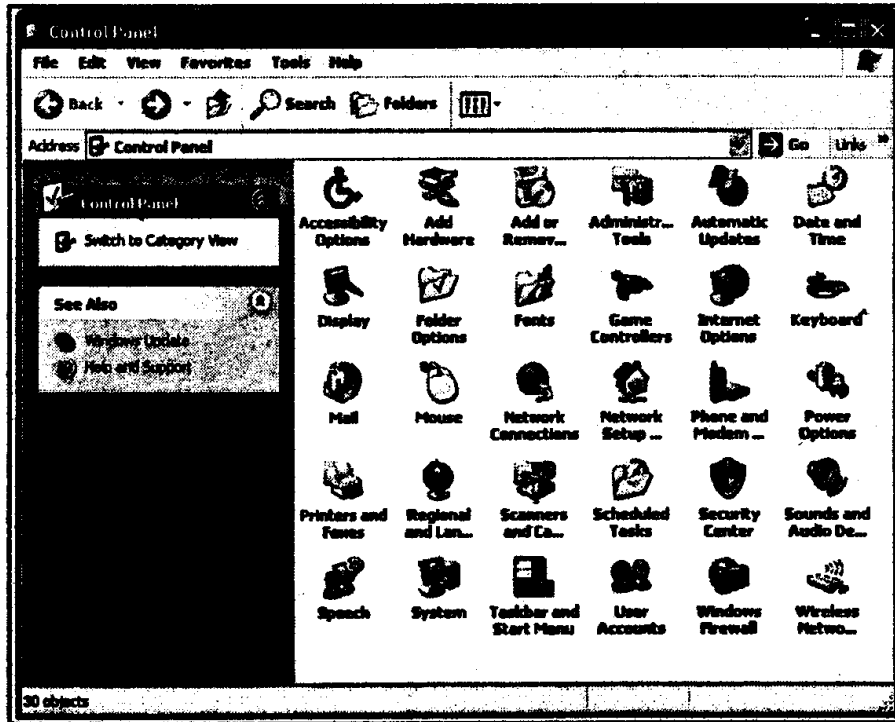 Control Panel
File Edit View Favorites Tools Help
Back Search Folders
Address Control Panel Go Links »
Control Panel
Switch to Category View
See Also
Windows Update
Help and Support
Accessibility Options
Add Hardware
Add or Remov...
Administr... Tools
Automatic Updates
Date and Time
Display
Folder Options
Fonts
Game Controllers
Internet Options
Keyboard
Mail
Mouse
Network Connections
Network Setup ...
Phone and Modem ...
Power Options
Printers and Faxes
Regional and Lan...
Scanners and Ca...
Scheduled Tasks
Security Center
Sounds and Audio De...
Speech
System
Taskbar and Start Menu
User Accounts
Windows Firewall
Wireless Netwo...
30 objects